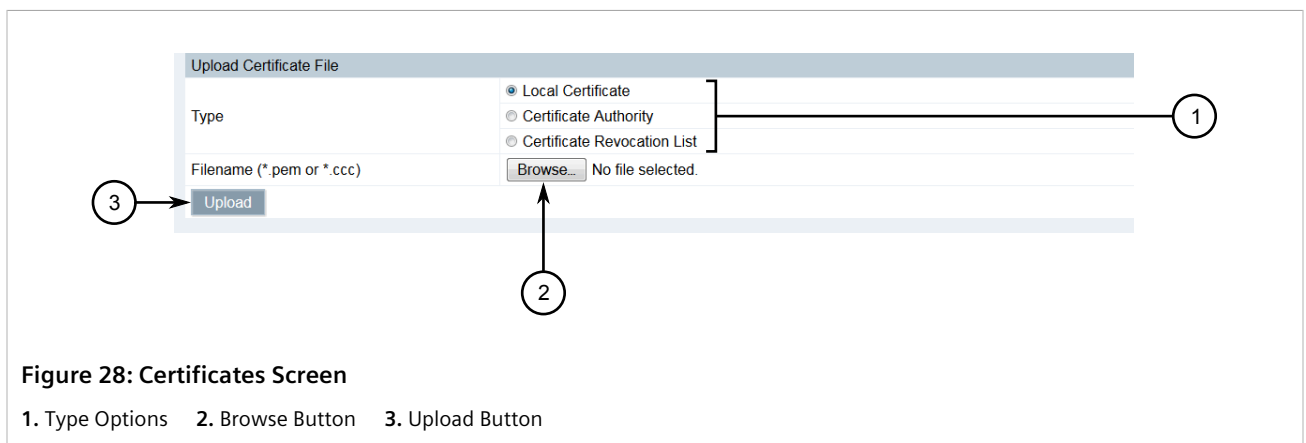 Upload Certificate File
Type
Local Certificate
Certificate Authority
Certificate Revocation List
1
Filename (*.pem or *.ccc)
Browse... No file selected.
3
Upload
2
Figure 28: Certificates Screen
1. Type Options 2. Browse Button 3. Upload Button